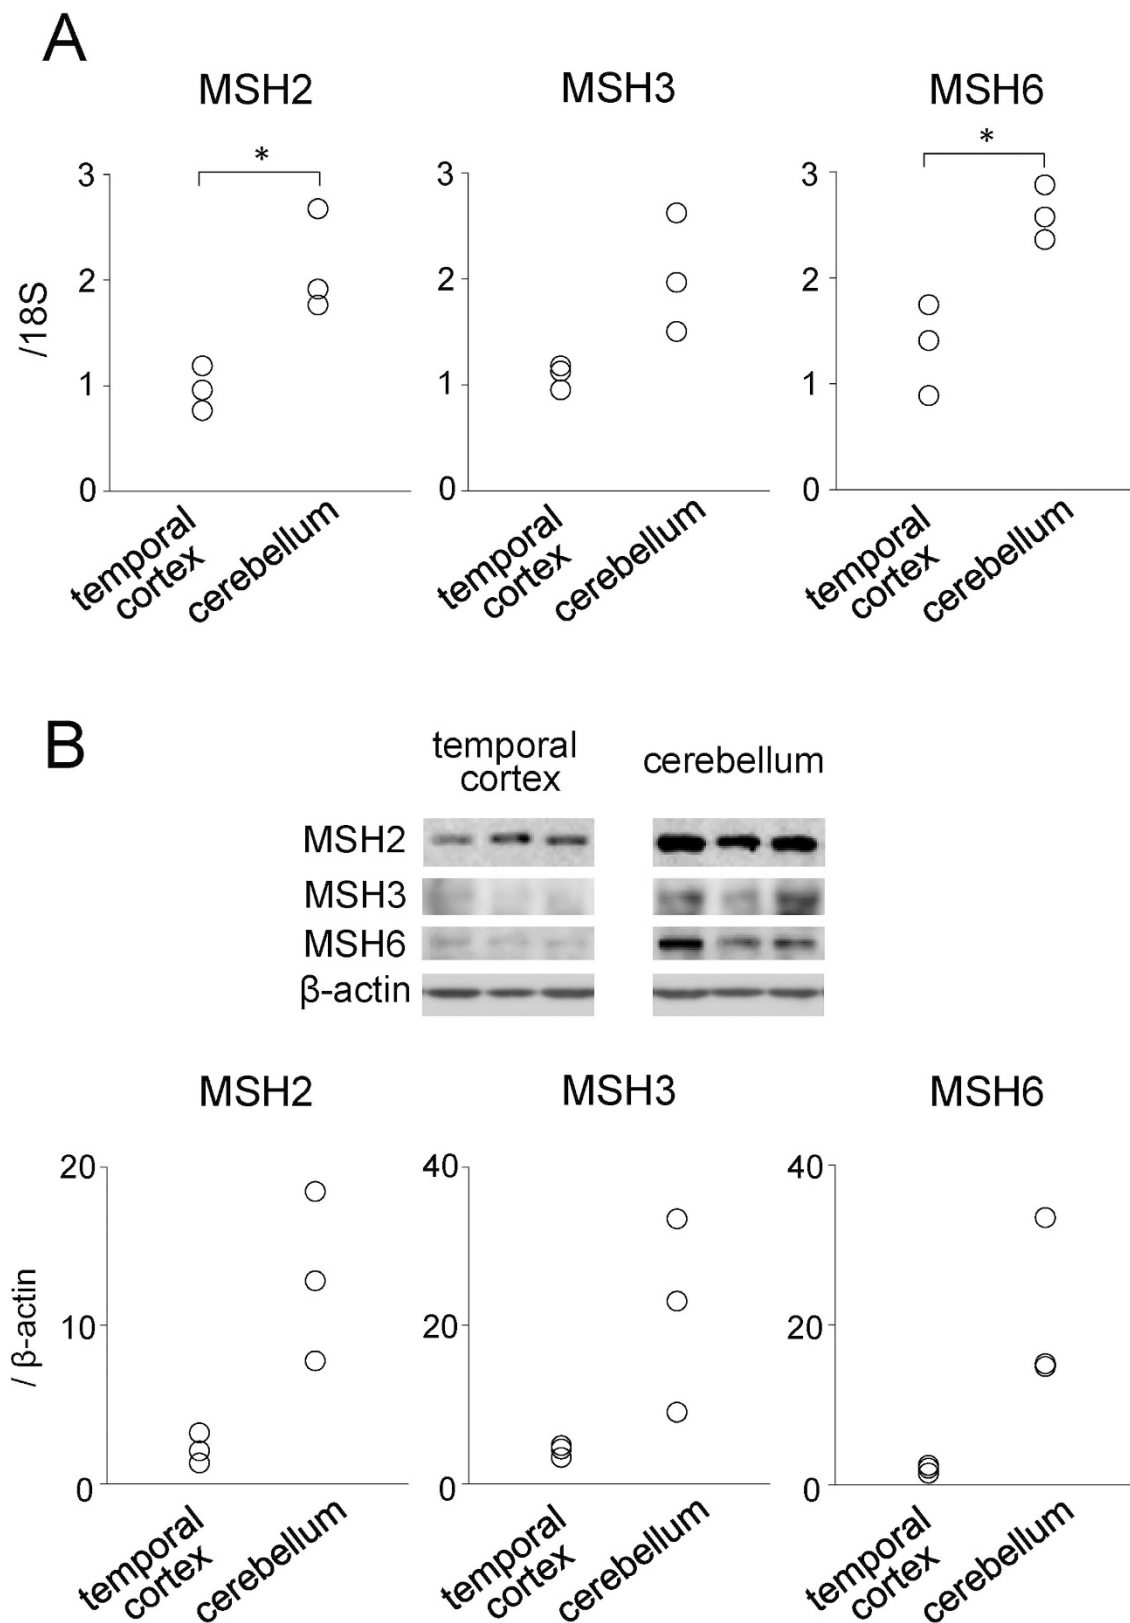 A
MSH2
MSH3
MSH6
*
*
3
2
1
0
/18S
3
2
1
0
3
2
1
0
temporal
cortex
cerebellum
temporal
cortex
cerebellum
temporal
cortex
cerebellum
B
temporal
cortex
cerebellum
MSH2
MSH3
MSH6
β-actin
MSH2
MSH3
MSH6
20
10
0
/ β-actin
40
20
0
40
20
0
temporal
cortex
cerebellum
temporal
cortex
cerebellum
temporal
cortex
cerebellum